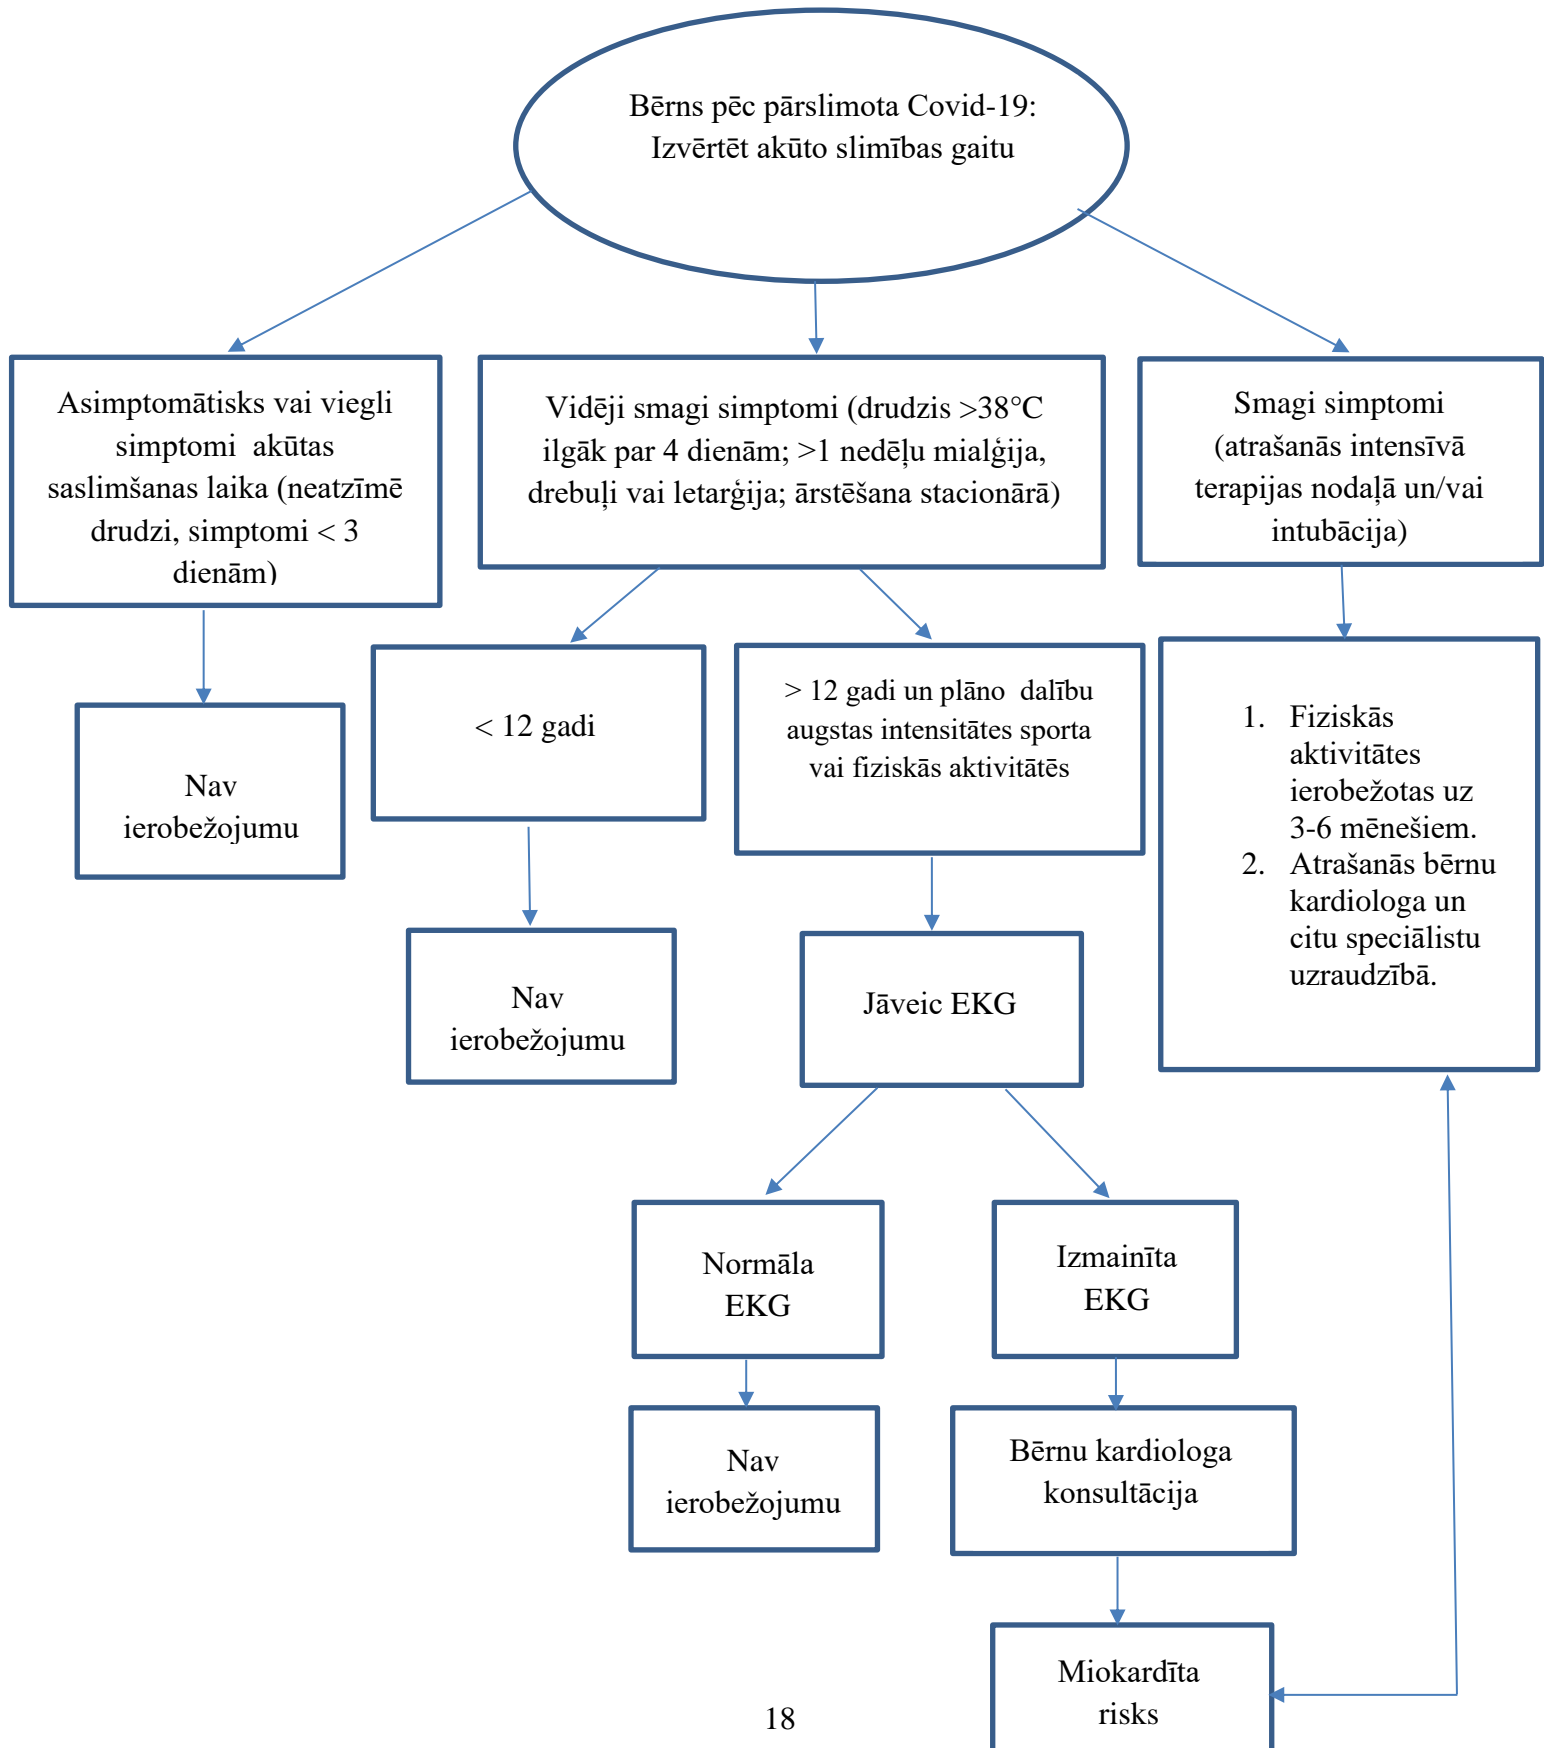 Bērns pēc pārslimota Covid-19:
Izvērtēt akūto slimības gaitu
Asimptomātisks vai viegli
simptomi akūtas
saslimšanas laika (neatzīmē
drudzi, simptomi < 3
dienām)
Vidēji smagi simptomi (drudzis >38°C
ilgāk par 4 dienām; >1 nedēļu mialģija,
drebuļi vai letarģija; ārstēšana stacionārā)
Smagi simptomi
(atrašanās intensīvā
terapijas nodaļā un/vai
intubācija)
Nav
ierobežojumu
< 12 gadi
> 12 gadi un plāno dalību
augstas intensitātes sporta
vai fiziskās aktivitātēs
1. Fiziskās
aktivitātes
ierobežotas uz
3-6 mēnešiem.
2. Atrašanās bērnu
kardiologa un
citu speciālistu
uzraudzībā.
Nav
ierobežojumu
Jāveic EKG
Normāla
EKG
Izmainīta
EKG
Nav
ierobežojumu
Bērnu kardiologa
konsultācija
Miokardīta
risks
18